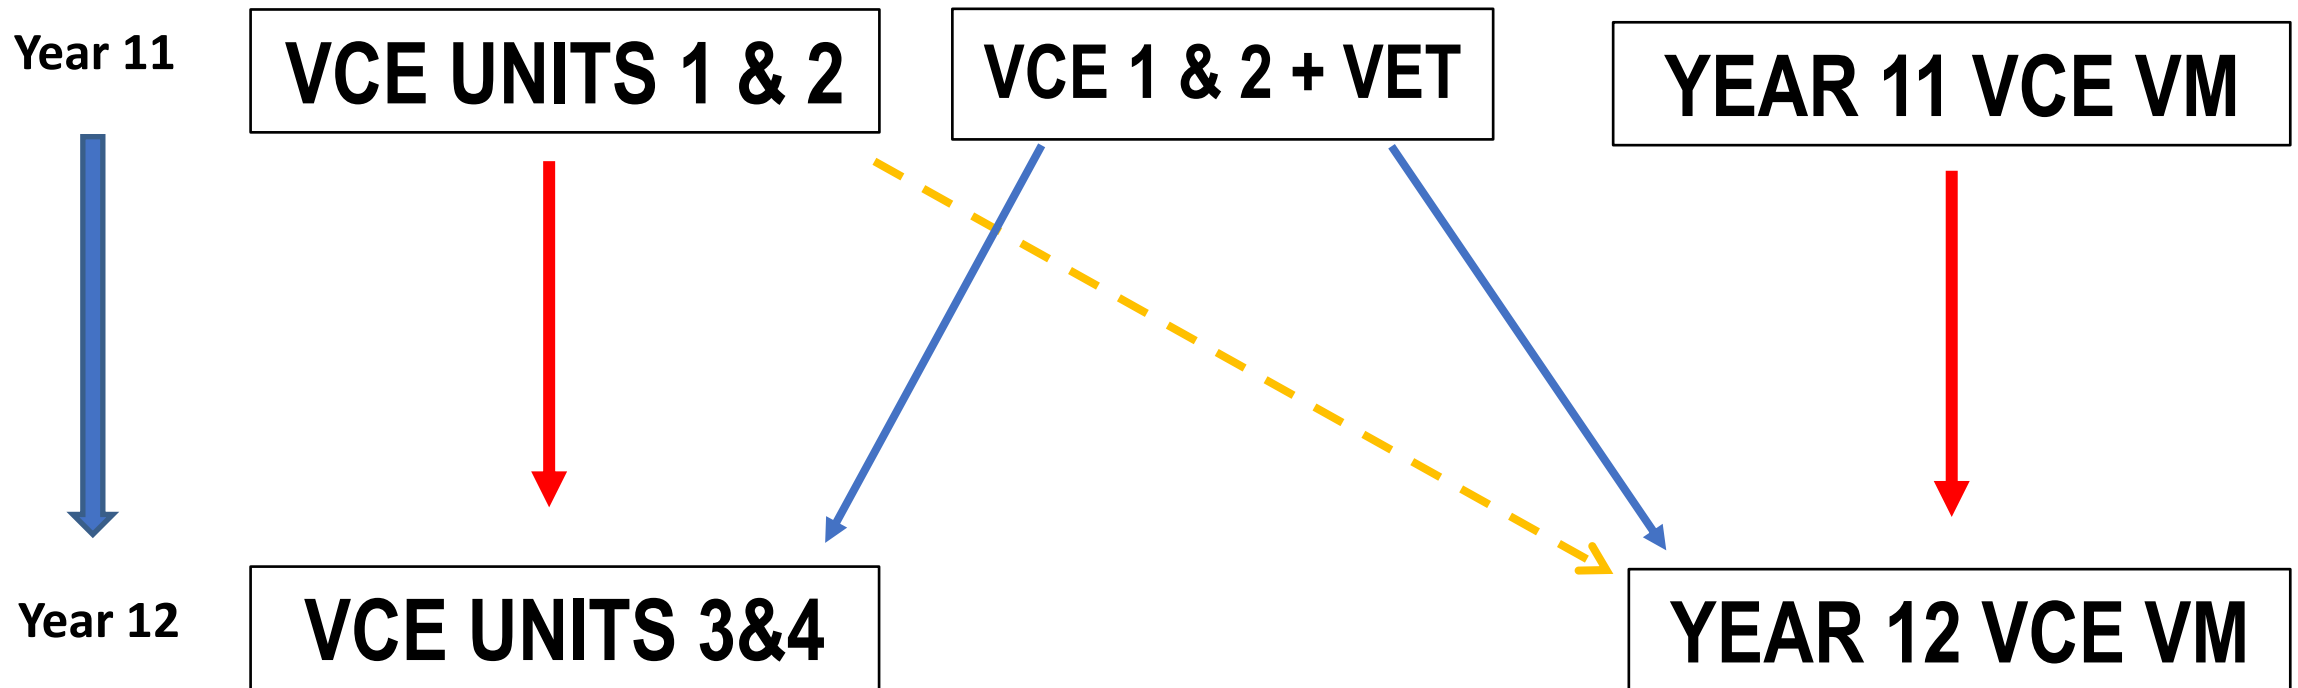 Year 11
VCE UNITS 1 & 2
VCE 1 & 2 + VET
YEAR 11 VCE VM
Year 12
VCE UNITS 3&4
YEAR 12 VCE VM